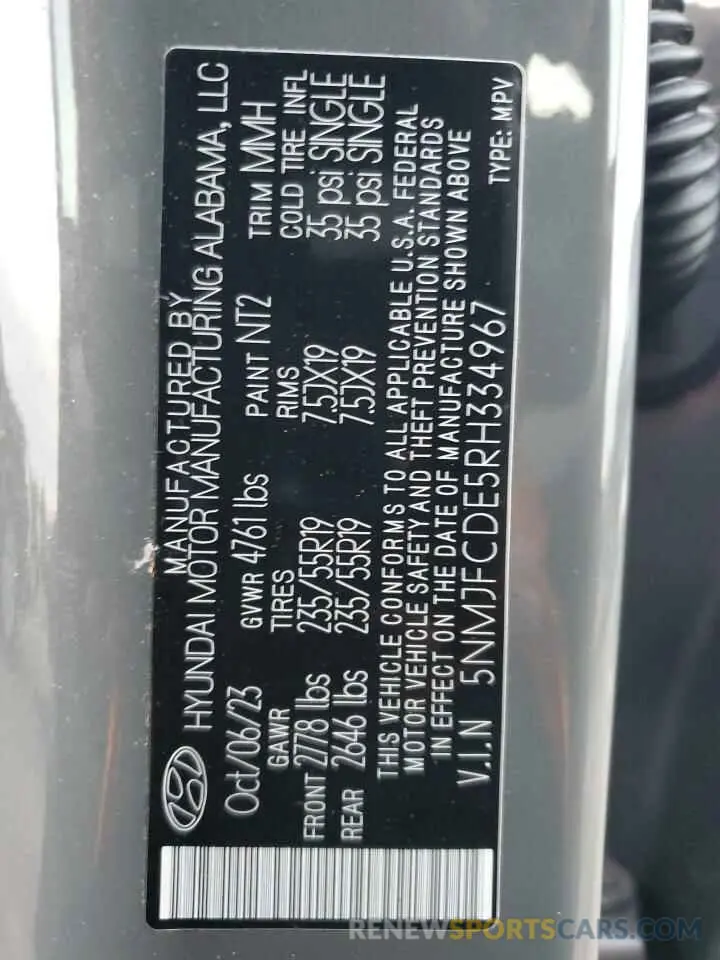 MANUFACTURED BY
HYUNDAI MOTOR MANUFACTURING ALABAMA, LLC
Oct/06/23 GVWR 4761 lbs PAINT NT2 TRIM MMH
GAWR TIRES RIMS COLD TIRE INFL
FRONT 2778 lbs 235/55R19 7.5JX19 35 psi SINGLE
REAR 2646 lbs 235/55R19 7.5JX19 35 psi SINGLE
THIS VEHICLE CONFORMS TO ALL APPLICABLE U.S.A. FEDERAL
MOTOR VEHICLE SAFETY AND THEFT PREVENTION STANDARDS
IN EFFECT ON THE DATE OF MANUFACTURE SHOWN ABOVE
V.I.N 5NMJFCDE5RH334967 TYPE: MPV
RENEWSPORTSCARS.COM